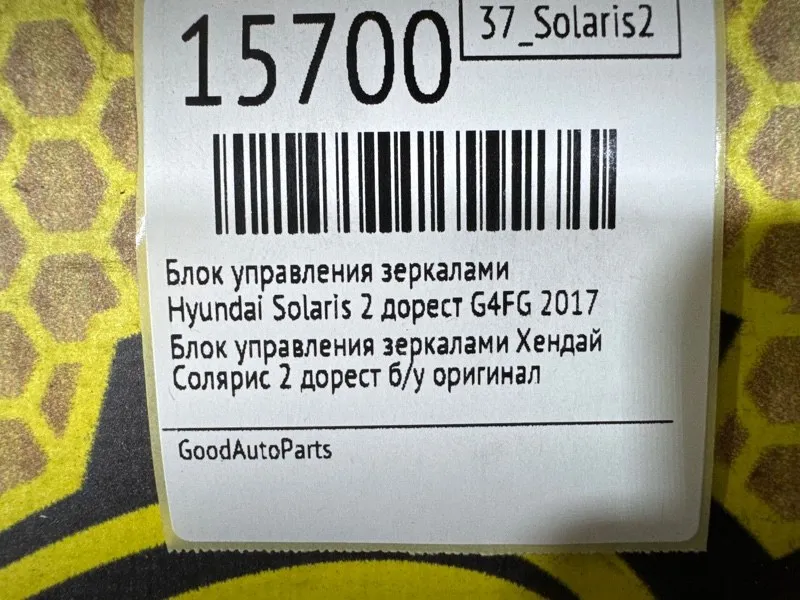 15700
37_Solaris2
Блок управления зеркалами
Hyundai Solaris 2 дорест G4FG 2017
Блок управления зеркалами Хендай
Солярис 2 дорест б/у оригинал
GoodAutoParts